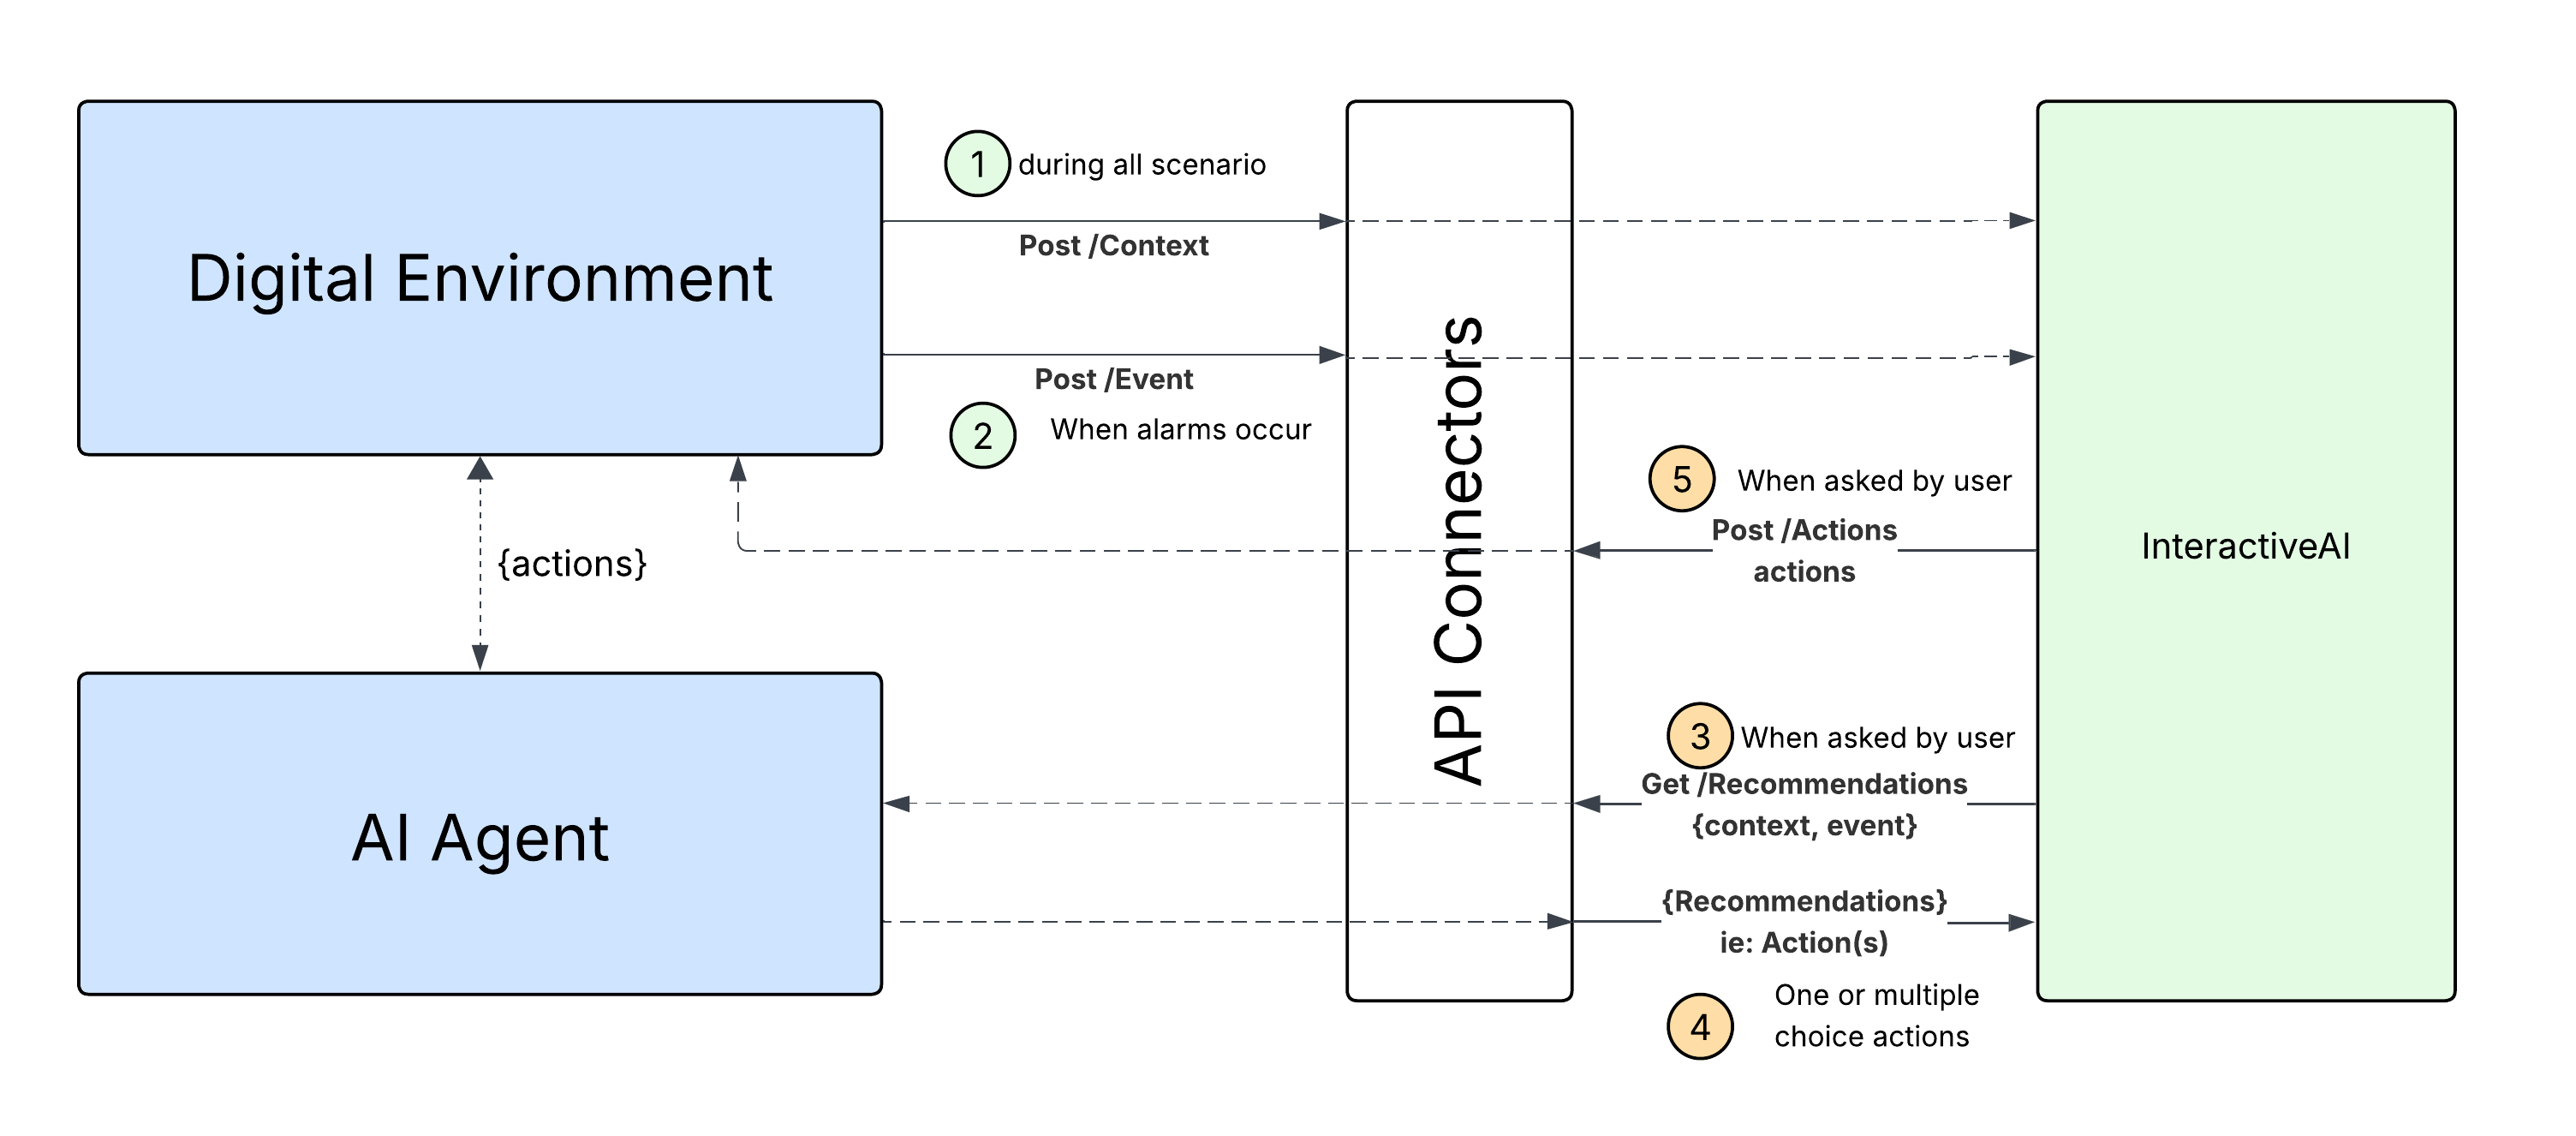 1 during all scenario
Post /Context
Digital Environment
Post /Event
2 When alarms occur
API Connectors
5 When asked by user
Post /Actions
actions
InteractiveAI
{actions}
3 When asked by user
Get /Recommendations
{context, event}
AI Agent
{Recommendations}
ie: Action(s)
4 One or multiple
choice actions